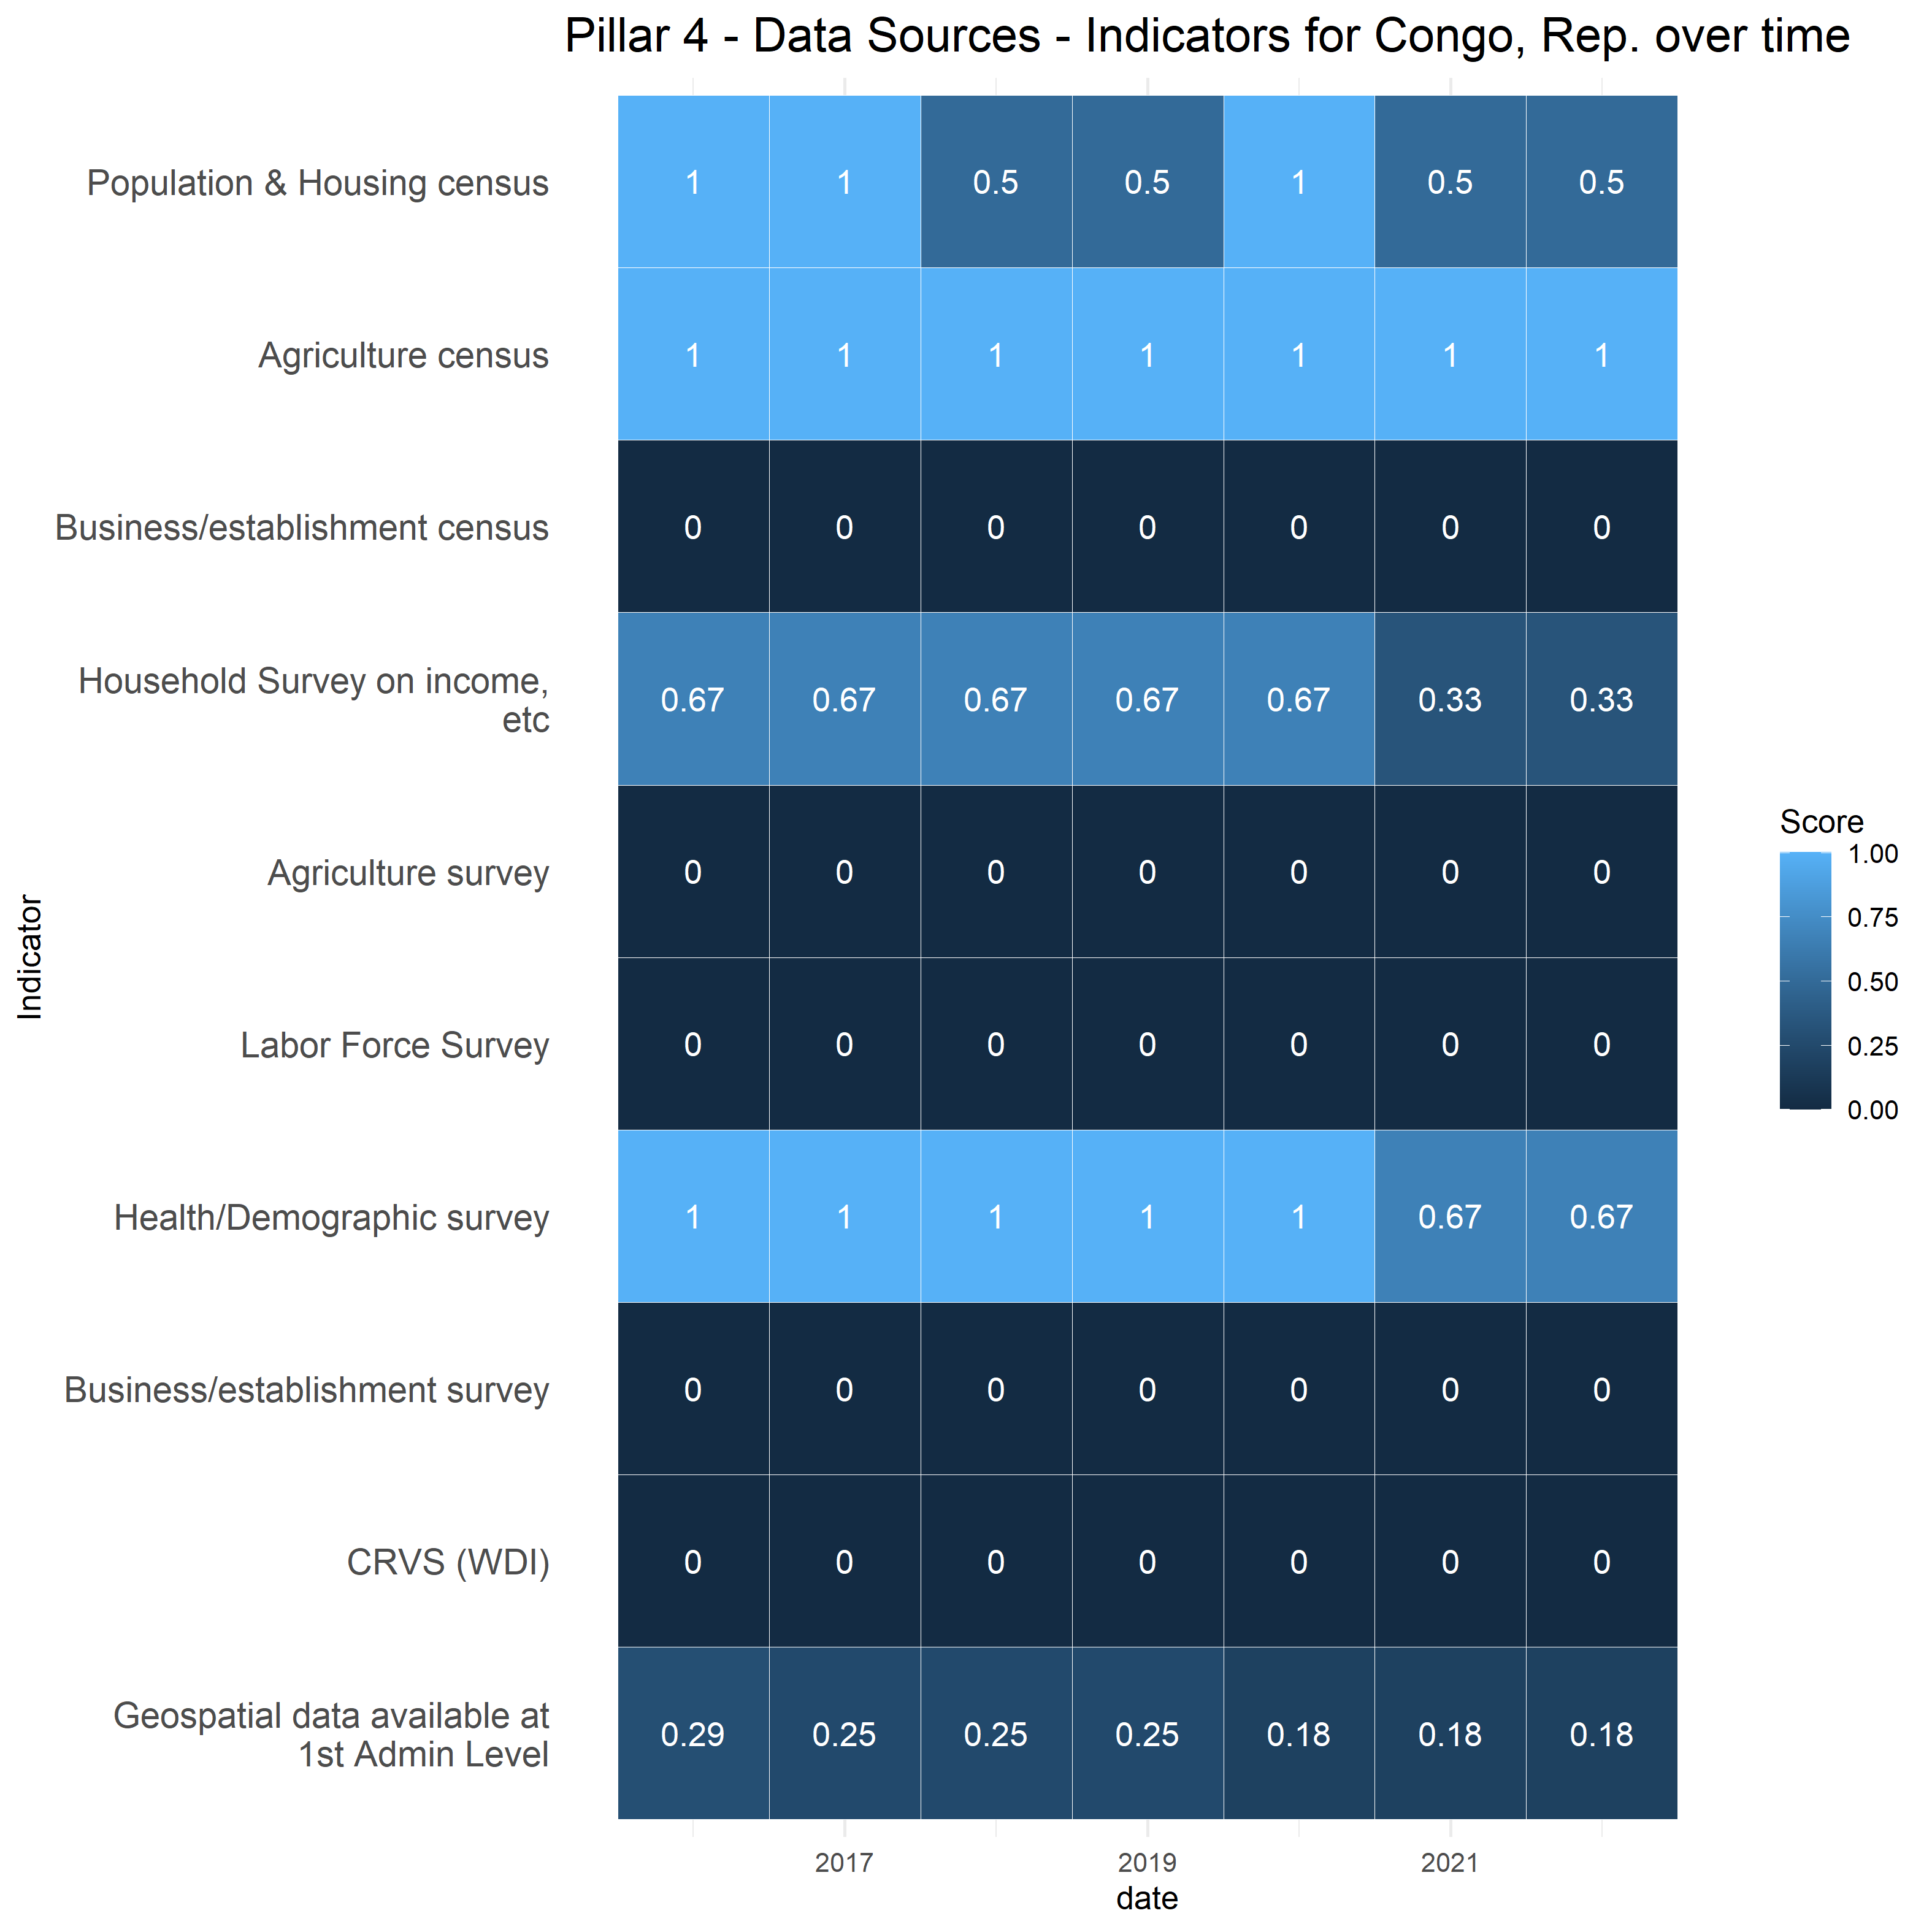 Pillar 4 - Data Sources - Indicators for Congo, Rep. over time
Population & Housing census
1 1 0.5 0.5 1 0.5 0.5
Agriculture census
1 1 1 1 1 1 1
Business/establishment census
0 0 0 0 0 0 0
Household Survey on income,
etc
0.67 0.67 0.67 0.67 0.67 0.33 0.33
Agriculture survey
0 0 0 0 0 0 0
Labor Force Survey
0 0 0 0 0 0 0
Health/Demographic survey
1 1 1 1 1 0.67 0.67
Business/establishment survey
0 0 0 0 0 0 0
CRVS (WDI)
0 0 0 0 0 0 0
Geospatial data available at
1st Admin Level
0.29 0.25 0.25 0.25 0.18 0.18 0.18
2017 2019 2021
date
Indicator
Score
1.00
0.75
0.50
0.25
0.00